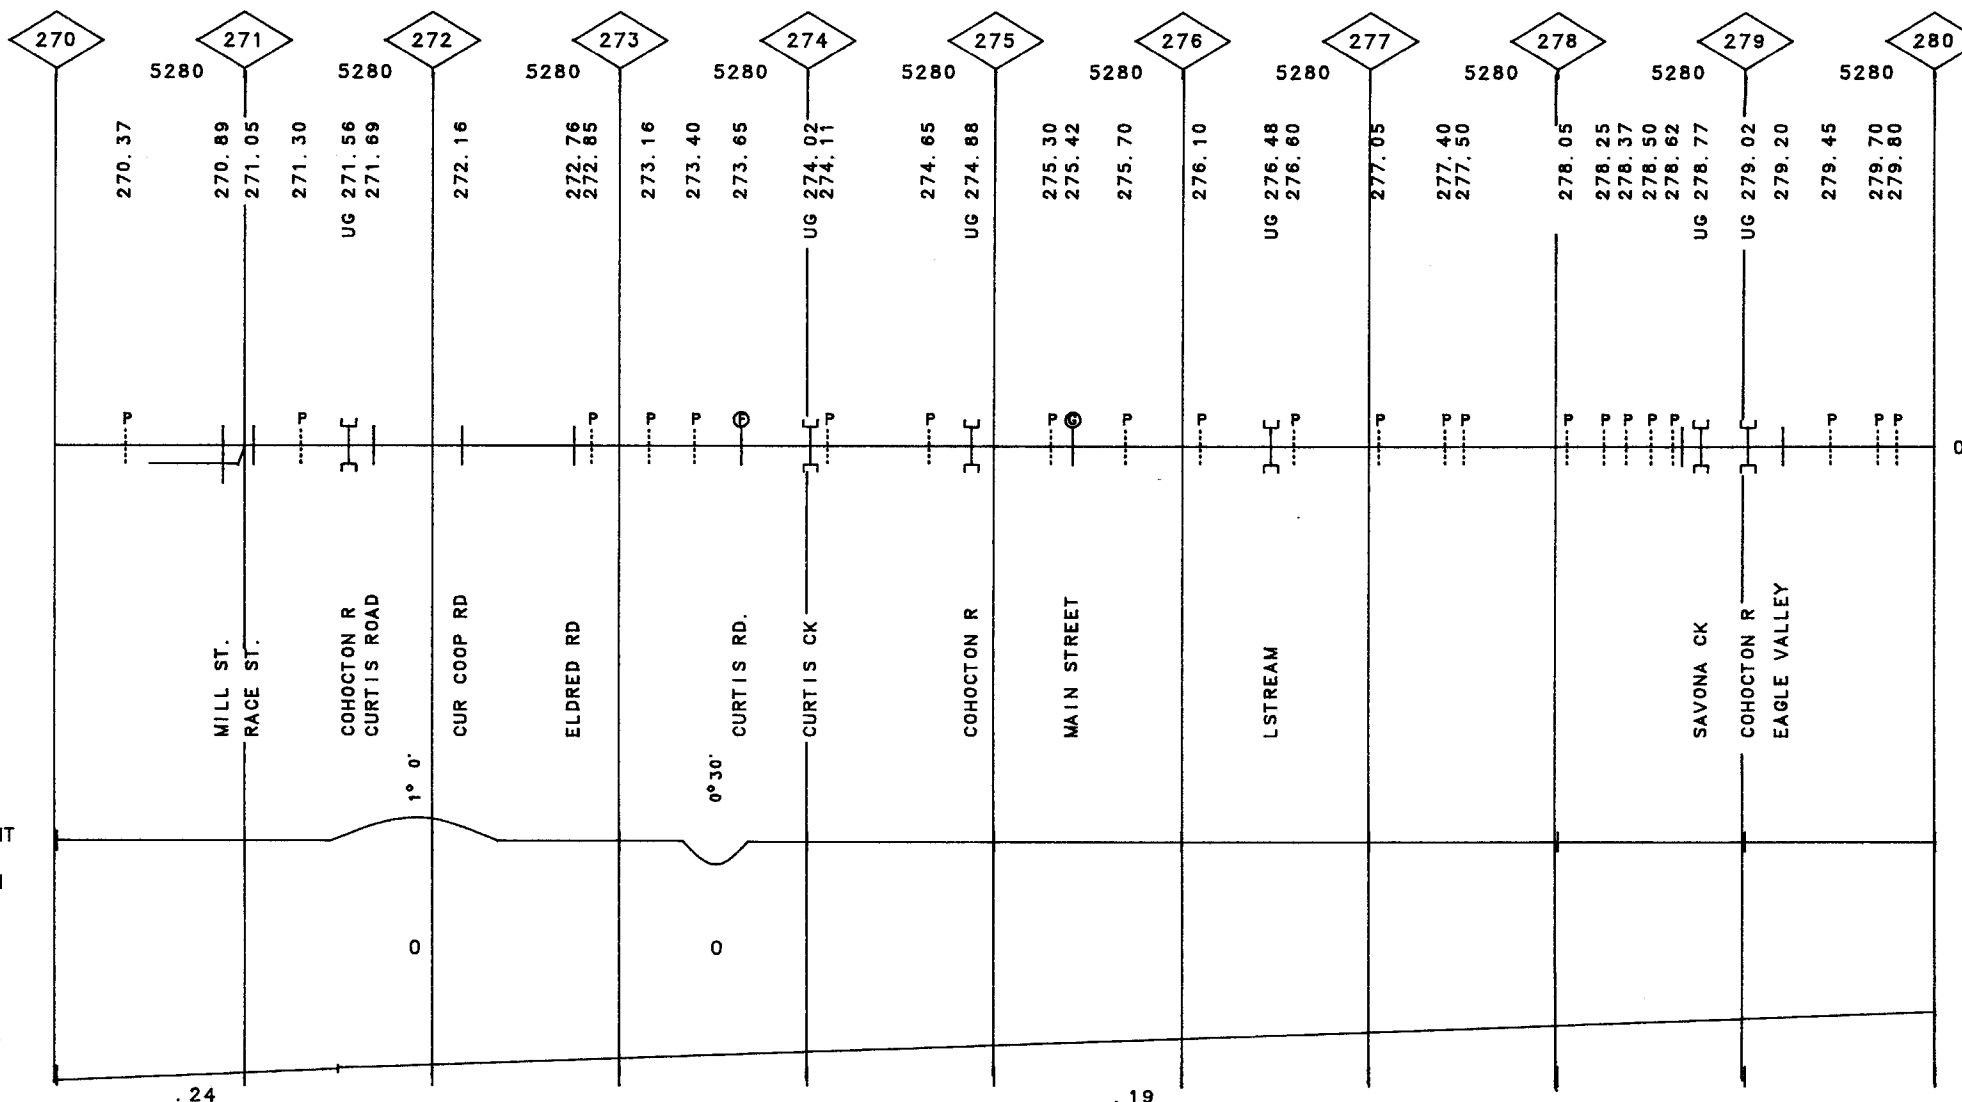 270 271 272 273 274 275 276 277 278 279 280
5280 5280 5280 5280 5280 5280 5280 5280 5280 5280
270.37
270.89
271.05
271.30
UG 271.56
271.69
272.16
272.76
272.85
273.16
273.40
273.65
UG 274.02
274.11
274.65
UG 274.88
275.30
275.42
275.70
276.10
UG 276.48
276.60
277.05
277.40
277.50
278.05
278.25
278.37
278.50
278.62
UG 278.77
UG 279.02
279.20
279.45
279.70
279.80
P P P P P F P P P G P P P P P P P P P P P P P P
MILL ST.
RACE ST.
COHOCTON R
CURTIS ROAD
CUR COOP RD
ELDRED RD
CURTIS RD.
CURTIS CK
COHOCTON R
MAIN STREET
LSTREAM
SAVONA CK
COHOCTON R
EAGLE VALLEY
1° 0'
0°30'
0 0
.24 .19